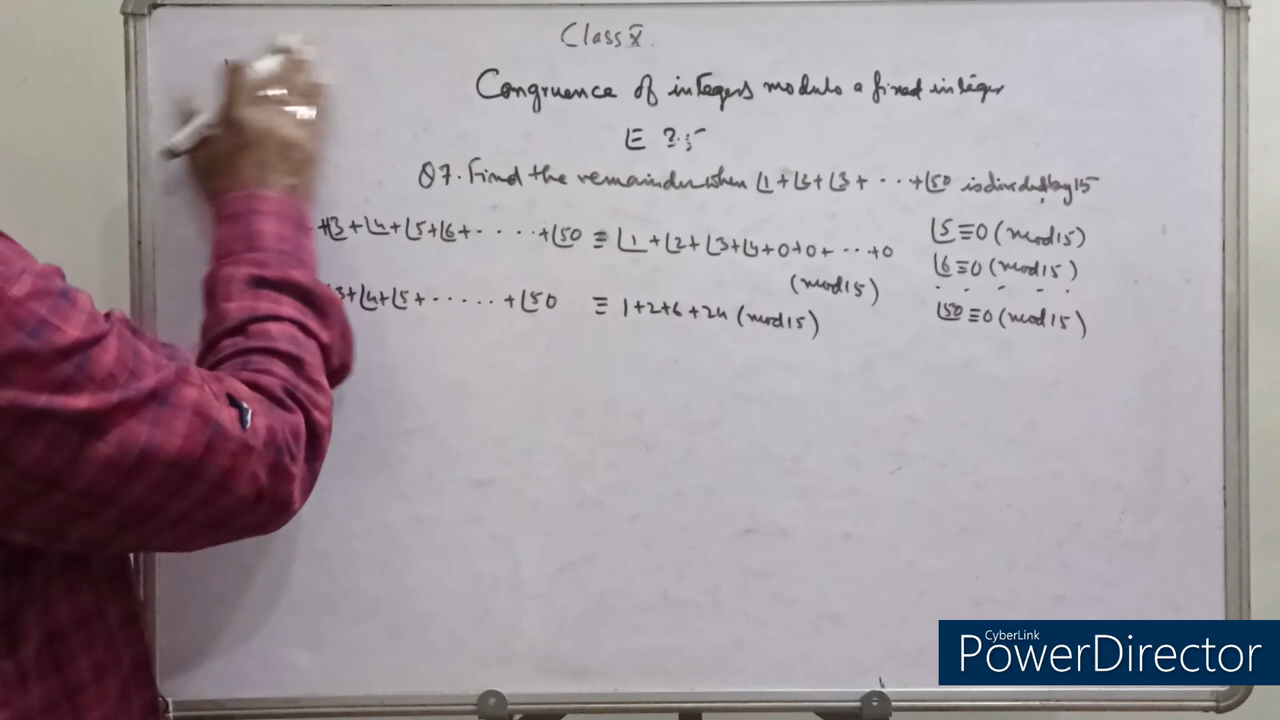 Class X.
Congruence of integers modulo a fixed integer
E 2:-
Q7. Find the remainder when ∟1+∟2+∟3+ · · · +∟50 is divided by 15
+∟3+∟4+∟5+∟6+ · · · · · +∟50 ≡ ∟1+∟2+∟3+∟4+0+0+ · · · +0
(mod 15)
∟5≡0 (mod 15)
∟6≡0 (mod 15)
· · · · · ·
∟50≡0 (mod 15)
3+∟4+∟5+ · · · · · · +∟50 ≡ 1+2+6+24 (mod 15)
CyberLink
PowerDirector